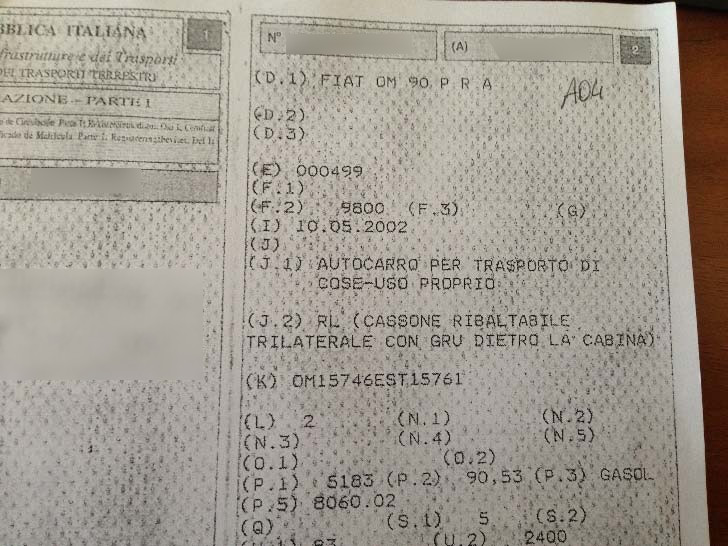 BBLICA ITALIANA
1
frastrutture e dei Trasporti
DEI TRASPORTI TERRESTRI
AZIONE - PARTE I
N°
(A)
2
(D.1) FIAT OM 90 P R A
A04
(D.2)
(D.3)
(E) 000499
(F.1)
(F.2) 9800 (F.3) (G)
(I) 10.05.2002
(J)
(J.1) AUTOCARRO PER TRASPORTO DI
COSE-USO PROPRIO
(J.2) RL (CASSONE RIBALTABILE
TRILATERALE CON GRU DIETRO LA CABINA)
(K) OM15746EST15761
(L) 2 (N.1) (N.2)
(N.3) (N.4) (N.5)
(O.1) (O.2)
(P.1) 5183 (P.2) 90,53 (P.3) GASOL
(P.5) 8060.02
(Q) (S.1) 5 (S.2)
(U.1) 83 (U.2) 2400